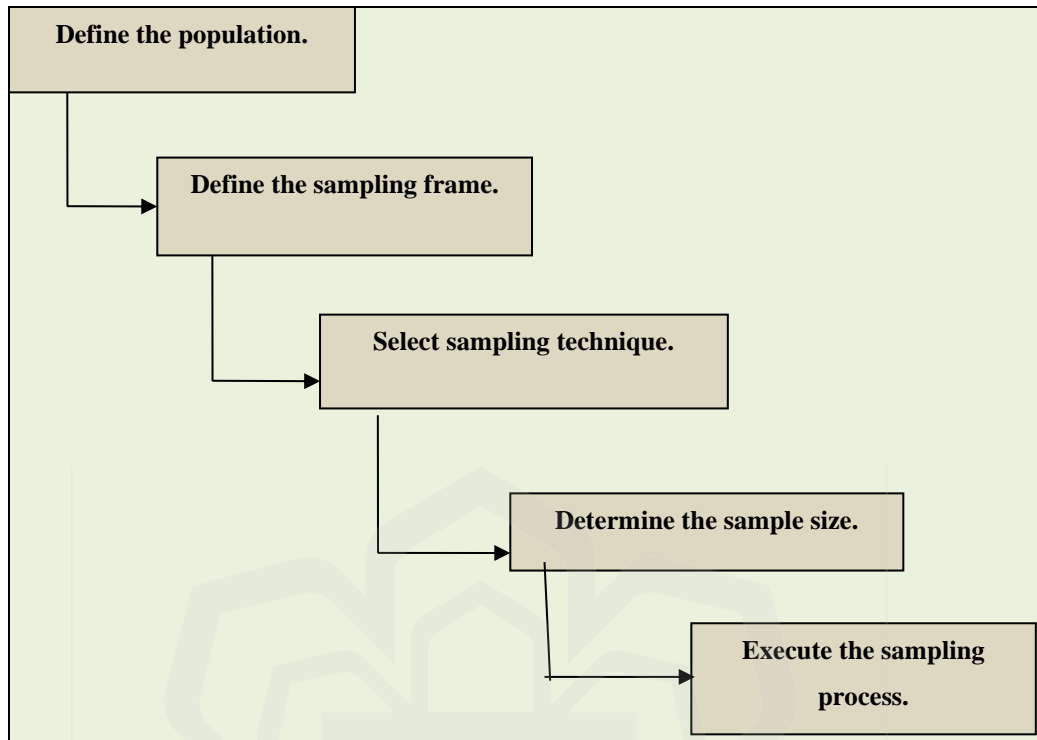 Define the population.
Define the sampling frame.
Select sampling technique.
Determine the sample size.
Execute the sampling
process.